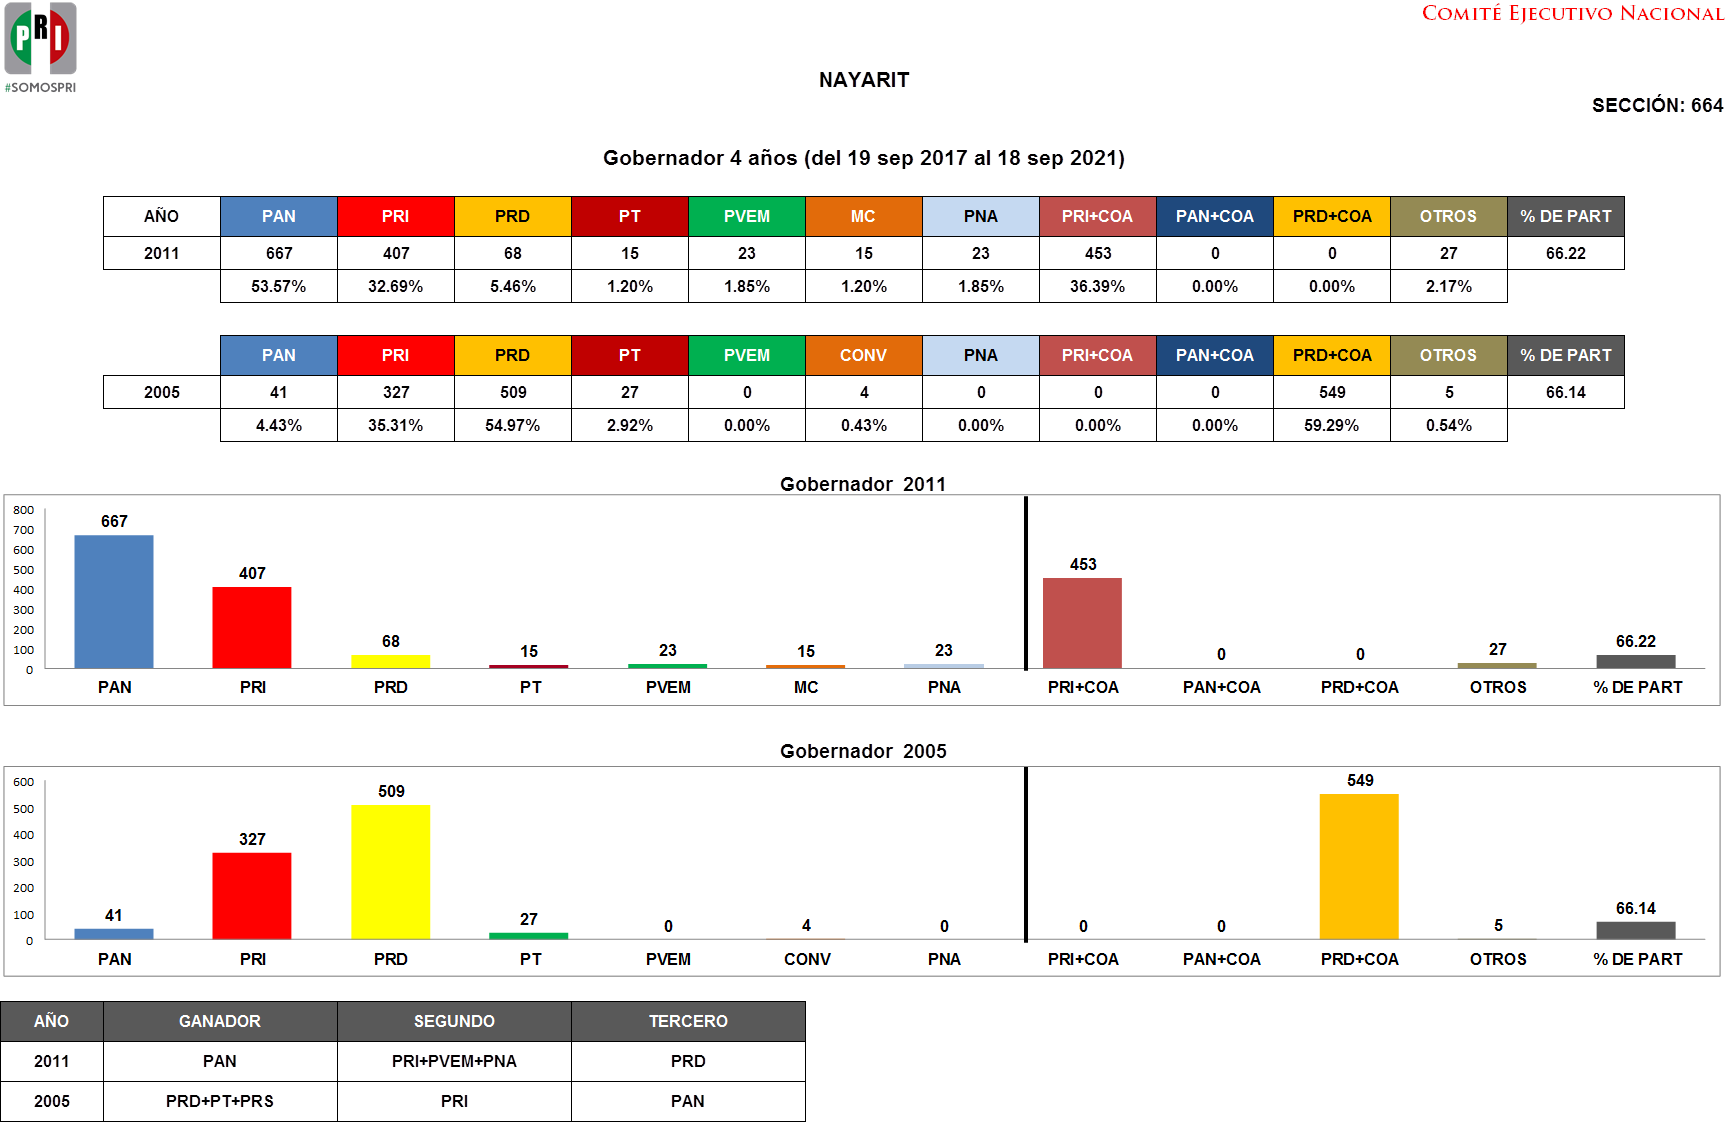 COMITÉ EJECUTIVO NACIONAL
PRI
#SOMOSPRI
NAYARIT
SECCIÓN: 664
Gobernador 4 años (del 19 sep 2017 al 18 sep 2021)
AÑO PAN PRI PRD PT PVEM MC PNA PRI+COA PAN+COA PRD+COA OTROS % DE PART
2011 667 407 68 15 23 15 23 453 0 0 27 66.22
53.57% 32.69% 5.46% 1.20% 1.85% 1.20% 1.85% 36.39% 0.00% 0.00% 2.17%
PAN PRI PRD PT PVEM CONV PNA PRI+COA PAN+COA PRD+COA OTROS % DE PART
2005 41 327 509 27 0 4 0 0 0 549 5 66.14
4.43% 35.31% 54.97% 2.92% 0.00% 0.43% 0.00% 0.00% 0.00% 59.29% 0.54%
Gobernador 2011
800
700
600
500
400
300
200
100
0
667 407 68 15 23 15 23 453 0 0 27 66.22
PAN PRI PRD PT PVEM MC PNA PRI+COA PAN+COA PRD+COA OTROS % DE PART
Gobernador 2005
600
500
400
300
200
100
0
41 327 509 27 0 4 0 0 0 549 5 66.14
PAN PRI PRD PT PVEM CONV PNA PRI+COA PAN+COA PRD+COA OTROS % DE PART
AÑO GANADOR SEGUNDO TERCERO
2011 PAN PRI+PVEM+PNA PRD
2005 PRD+PT+PRS PRI PAN